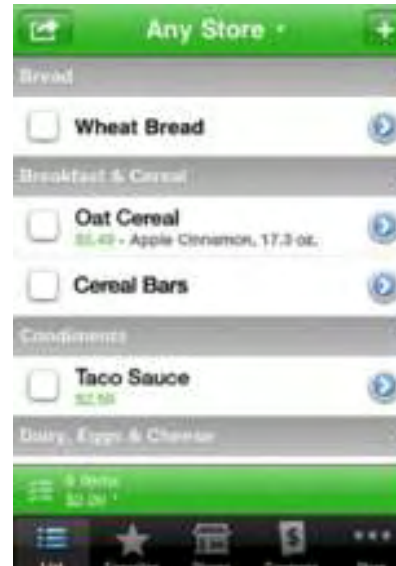 Any Store
Bread
Wheat Bread
Breakfast & Cereal
Oat Cereal
Apple Cinnamon, 17.3 oz.
Cereal Bars
Condiments
Taco Sauce
Dairy, Eggs & Cheese
List